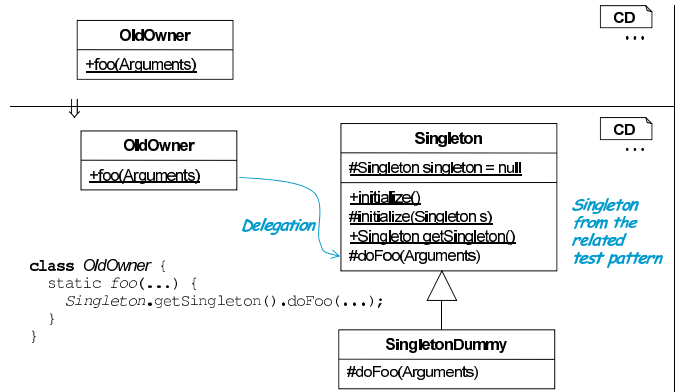 OldOwner
+foo(Arguments)
CD
...
OldOwner
+foo(Arguments)
Singleton
#Singleton singleton = null
+initialize()
#initialize(Singleton s)
+Singleton getSingleton()
#doFoo(Arguments)
CD
...
Delegation
Singleton
from the
related
test pattern
class OldOwner {
static foo(...) {
Singleton.getSingleton().doFoo(...);
}
}
SingletonDummy
#doFoo(Arguments)